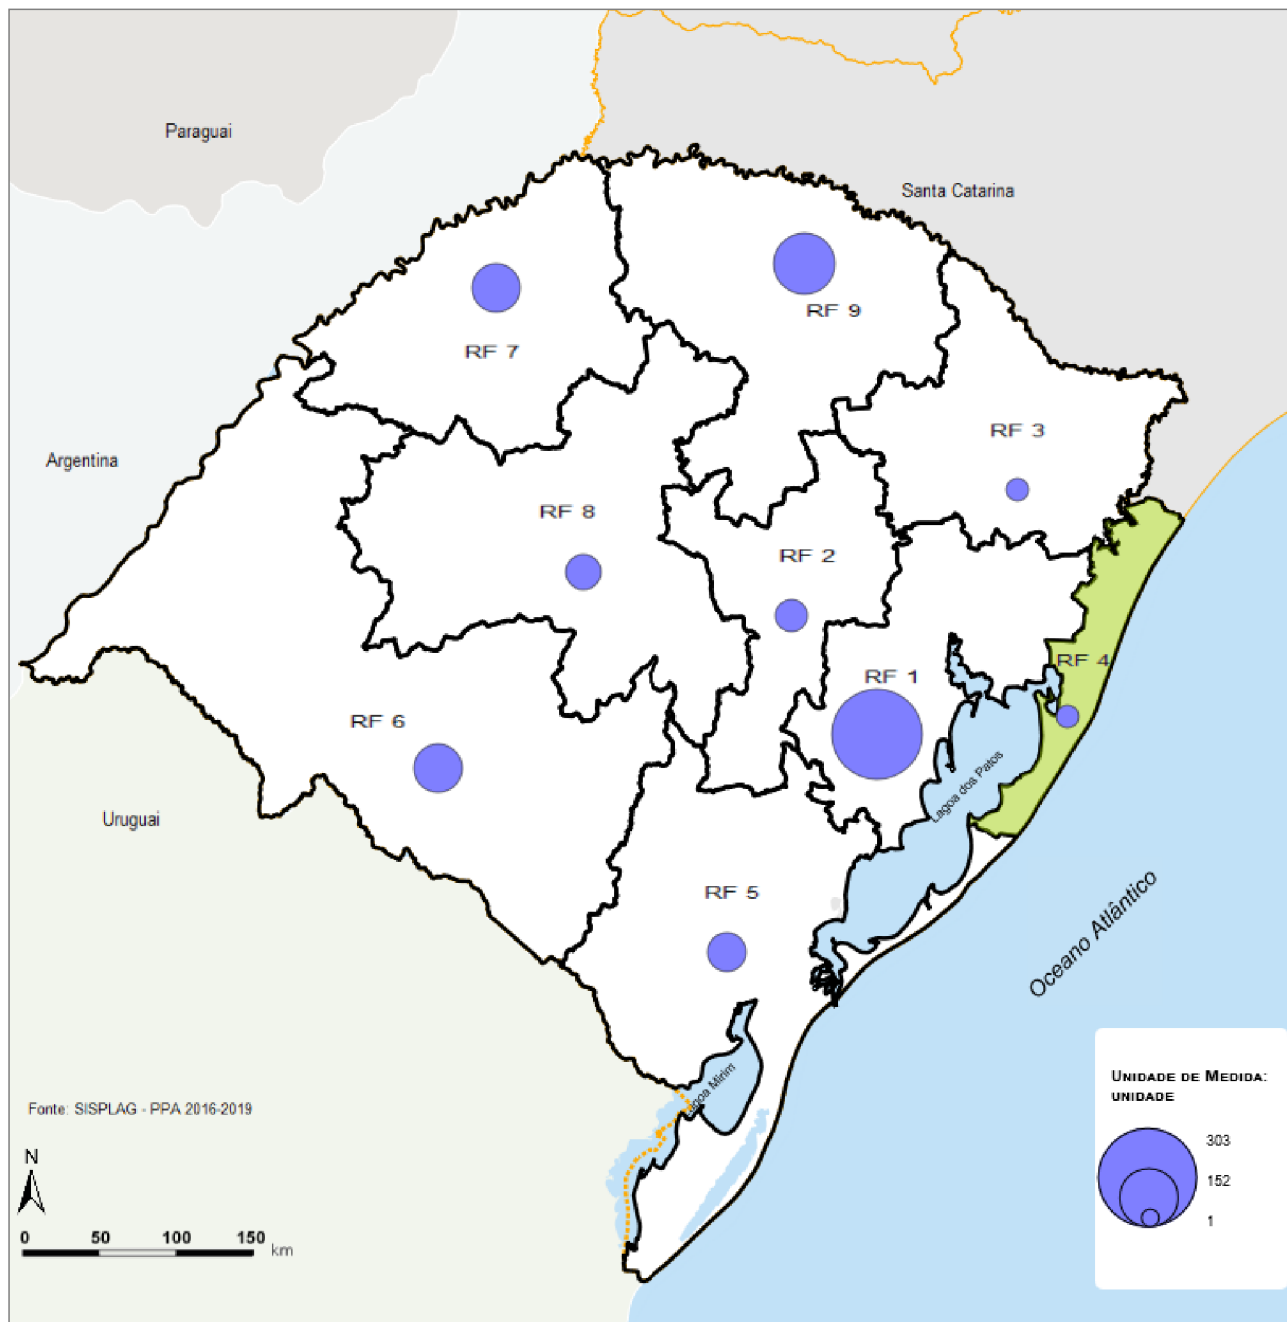 Paraguai
Santa Catarina
RF 9
RF 7
RF 3
Argentina
RF 8
RF 2
RF 4
RF 1
RF 6
Lagoa dos Patos
Uruguai
RF 5
Oceano Atlântico
Lagoa Mirim
Fonte: SISPLAG - PPA 2016-2019
UNIDADE DE MEDIDA:
UNIDADE
303
152
1
N
0 50 100 150
km